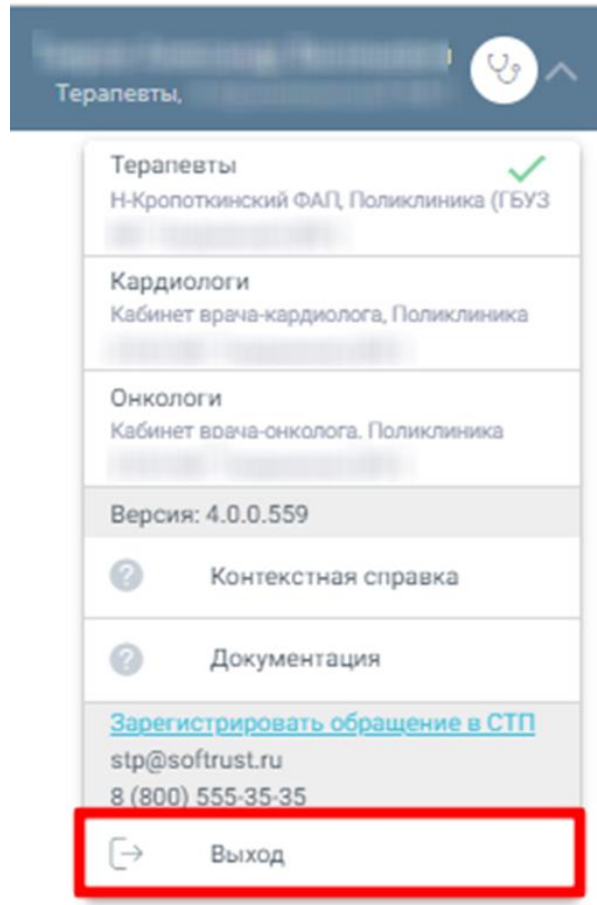 Терапевты,
Терапевты
Н-Кропоткинский ФАП, Поликлиника (ГБУЗ
Кардиологи
Кабинет врача-кардиолога, Поликлиника
Онкологи
Кабинет врача-онколога. Поликлиника
Версия: 4.0.0.559
Контекстная справка
Документация
Зарегистрировать обращение в СТП
stp@softrust.ru
8 (800) 555-35-35
Выход